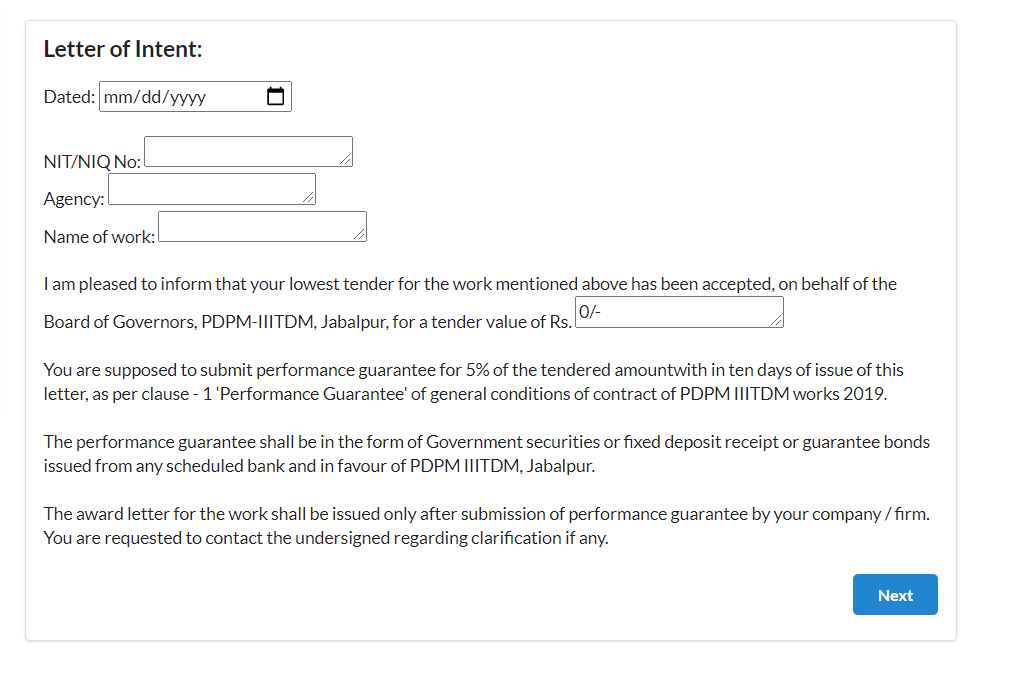 Letter of Intent:
Dated: mm/dd/yyyy
NIT/NIQ No:
Agency:
Name of work:
I am pleased to inform that your lowest tender for the work mentioned above has been accepted, on behalf of the
Board of Governors, PDPM-IIITDM, Jabalpur, for a tender value of Rs. 0/-
You are supposed to submit performance guarantee for 5% of the tendered amountwith in ten days of issue of this
letter, as per clause - 1 'Performance Guarantee' of general conditions of contract of PDPM IIITDM works 2019.
The performance guarantee shall be in the form of Government securities or fixed deposit receipt or guarantee bonds
issued from any scheduled bank and in favour of PDPM IIITDM, Jabalpur.
The award letter for the work shall be issued only after submission of performance guarantee by your company / firm.
You are requested to contact the undersigned regarding clarification if any.
Next